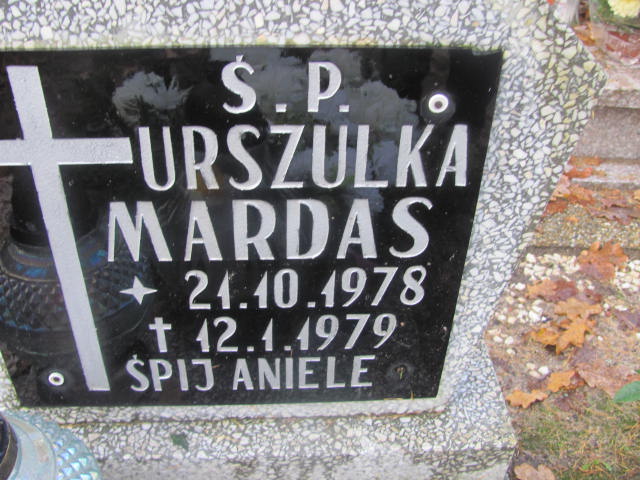 Ś.P.
URSZULKA
MARDAS
21.10.1978
✝ 12.1.1979
ŚPIJ ANIELE